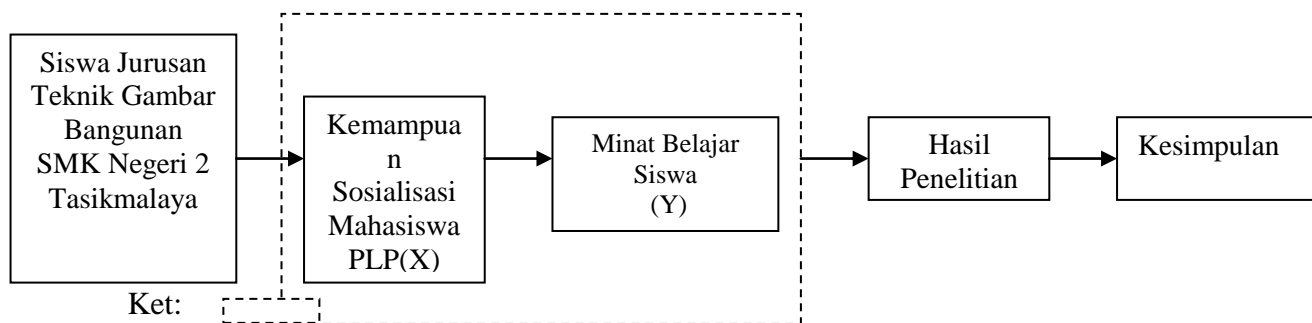 Siswa Jurusan
Teknik Gambar
Bangunan
SMK Negeri 2
Tasikmalaya
Kemampua
n
Sosialisasi
Mahasiswa
PLP(X)
Minat Belajar
Siswa
(Y)
Hasil
Penelitian
Kesimpulan
Ket: